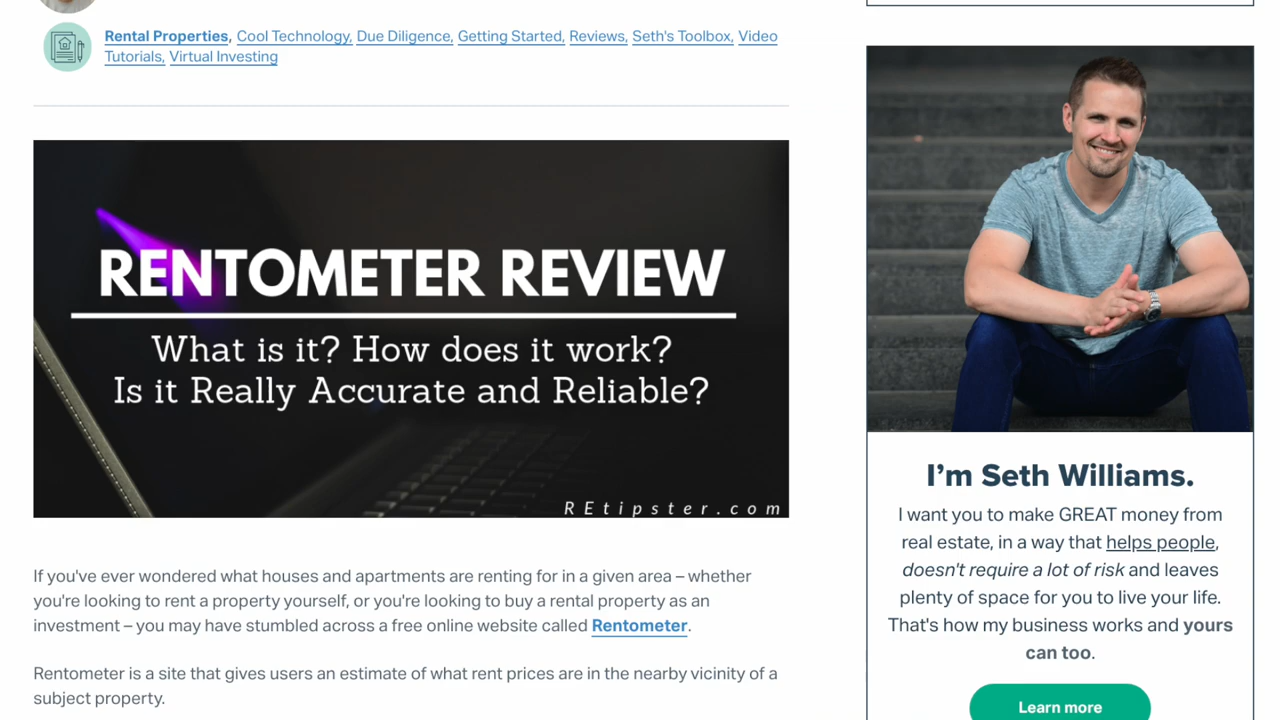 Rental Properties, Cool Technology, Due Diligence, Getting Started, Reviews, Seth's Toolbox, Video
Tutorials, Virtual Investing
RENTOMETER REVIEW
What is it? How does it work?
Is it Really Accurate and Reliable?
REtipster.com
If you've ever wondered what houses and apartments are renting for in a given area – whether
you're looking to rent a property yourself, or you're looking to buy a rental property as an
investment – you may have stumbled across a free online website called Rentometer.
Rentometer is a site that gives users an estimate of what rent prices are in the nearby vicinity of a
subject property.
I'm Seth Williams.
I want you to make GREAT money from
real estate, in a way that helps people,
doesn't require a lot of risk and leaves
plenty of space for you to live your life.
That's how my business works and yours
can too.
Learn more